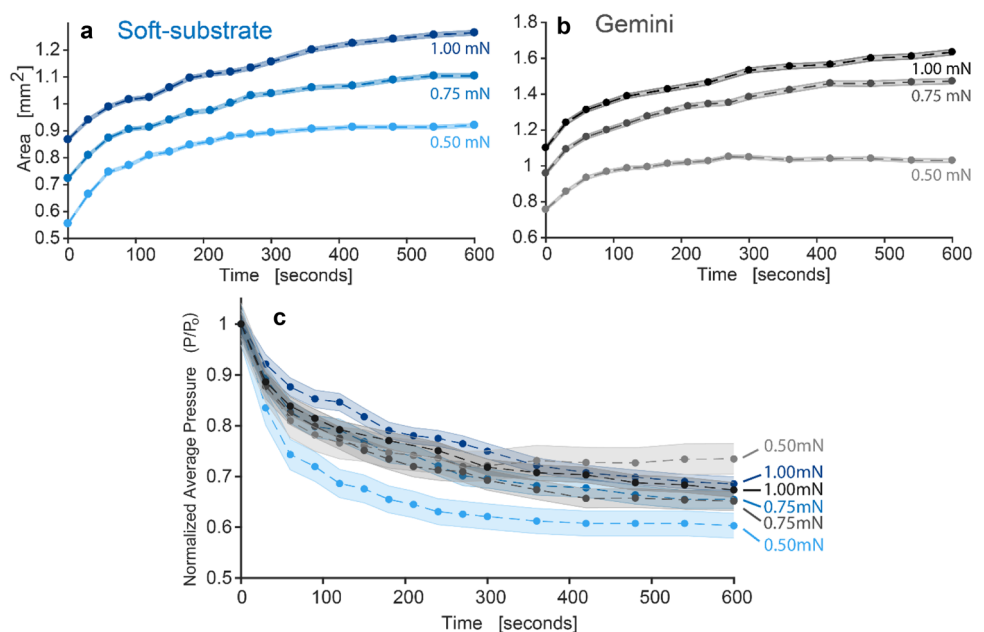 a Soft-substrate
Area [mm²]
1.2
1.1
1
0.9
0.8
0.7
0.6
0.5
1.00 mN
0.75 mN
0.50 mN
0 100 200 300 400 500 600
Time [seconds]
b Gemini
1.8
1.6
1.4
1.2
1
0.8
0.6
1.00 mN
0.75 mN
0.50 mN
0 100 200 300 400 500 600
Time [seconds]
c
Normalized Average Pressure (P/P₀)
1
0.9
0.8
0.7
0.6
0.5
0.50mN
1.00mN
1.00mN
0.75mN
0.75mN
0.50mN
0 100 200 300 400 500 600
Time [seconds]